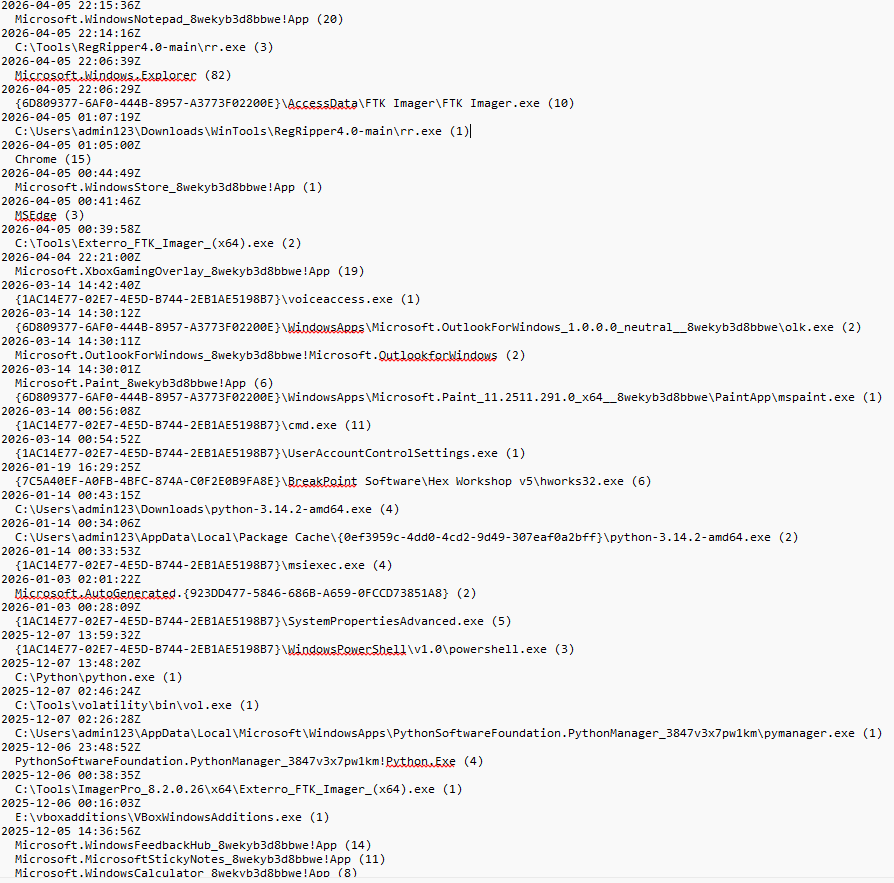 2026-04-05 22:15:36Z
Microsoft.WindowsNotepad_8wekyb3d8bbwe!App (20)
2026-04-05 22:14:16Z
C:\Tools\RegRipper4.0-main\rr.exe (3)
2026-04-05 22:06:39Z
Microsoft.Windows.Explorer (82)
2026-04-05 22:06:29Z
{6D809377-6AF0-444B-8957-A3773F02200E}\AccessData\FTK Imager\FTK Imager.exe (10)
2026-04-05 01:07:19Z
C:\Users\admin123\Downloads\WinTools\RegRipper4.0-main\rr.exe (1)
2026-04-05 01:05:00Z
Chrome (15)
2026-04-05 00:44:49Z
Microsoft.WindowsStore_8wekyb3d8bbwe!App (1)
2026-04-05 00:41:46Z
MSEdge (3)
2026-04-05 00:39:58Z
C:\Tools\Exterro_FTK_Imager_(x64).exe (2)
2026-04-04 22:21:00Z
Microsoft.XboxGamingOverlay_8wekyb3d8bbwe!App (19)
2026-03-14 14:42:40Z
{1AC14E77-02E7-4E5D-B744-2EB1AE5198B7}\voiceaccess.exe (1)
2026-03-14 14:30:12Z
{6D809377-6AF0-444B-8957-A3773F02200E}\WindowsApps\Microsoft.OutlookForWindows_1.0.0.0_neutral__8wekyb3d8bbwe\olk.exe (2)
2026-03-14 14:30:11Z
Microsoft.OutlookForWindows_8wekyb3d8bbwe!Microsoft.OutlookforWindows (2)
2026-03-14 14:30:01Z
Microsoft.Paint_8wekyb3d8bbwe!App (6)
{6D809377-6AF0-444B-8957-A3773F02200E}\WindowsApps\Microsoft.Paint_11.2511.291.0_x64__8wekyb3d8bbwe\PaintApp\mspaint.exe (1)
2026-03-14 00:56:08Z
{1AC14E77-02E7-4E5D-B744-2EB1AE5198B7}\cmd.exe (11)
2026-03-14 00:54:52Z
{1AC14E77-02E7-4E5D-B744-2EB1AE5198B7}\UserAccountControlSettings.exe (1)
2026-01-19 16:29:25Z
{7C5A40EF-A0FB-4BFC-874A-C0F2E0B9FA8E}\BreakPoint Software\Hex Workshop v5\hworks32.exe (6)
2026-01-14 00:43:15Z
C:\Users\admin123\Downloads\python-3.14.2-amd64.exe (4)
2026-01-14 00:34:06Z
C:\Users\admin123\AppData\Local\Package Cache\{0ef3959c-4dd0-4cd2-9d49-307eaf0a2bff}\python-3.14.2-amd64.exe (2)
2026-01-14 00:33:53Z
{1AC14E77-02E7-4E5D-B744-2EB1AE5198B7}\msiexec.exe (4)
2026-01-03 02:01:22Z
Microsoft.AutoGenerated.{923DD477-5846-686B-A659-0FCCD73851A8} (2)
2026-01-03 00:28:09Z
{1AC14E77-02E7-4E5D-B744-2EB1AE5198B7}\SystemPropertiesAdvanced.exe (5)
2025-12-07 13:59:32Z
{1AC14E77-02E7-4E5D-B744-2EB1AE5198B7}\WindowsPowerShell\v1.0\powershell.exe (3)
2025-12-07 13:48:20Z
C:\Python\python.exe (1)
2025-12-07 02:46:24Z
C:\Tools\volatility\bin\vol.exe (1)
2025-12-07 02:26:28Z
C:\Users\admin123\AppData\Local\Microsoft\WindowsApps\PythonSoftwareFoundation.PythonManager_3847v3x7pw1km\pymanager.exe (1)
2025-12-06 23:48:52Z
PythonSoftwareFoundation.PythonManager_3847v3x7pw1km!Python.Exe (4)
2025-12-06 00:38:35Z
C:\Tools\ImagerPro_8.2.0.26\x64\Exterro_FTK_Imager_(x64).exe (1)
2025-12-06 00:16:03Z
E:\vboxadditions\VBoxWindowsAdditions.exe (1)
2025-12-05 14:36:56Z
Microsoft.WindowsFeedbackHub_8wekyb3d8bbwe!App (14)
Microsoft.MicrosoftStickyNotes_8wekyb3d8bbwe!App (11)
Microsoft.WindowsCalculator_8wekyb3d8bbwe!App (8)